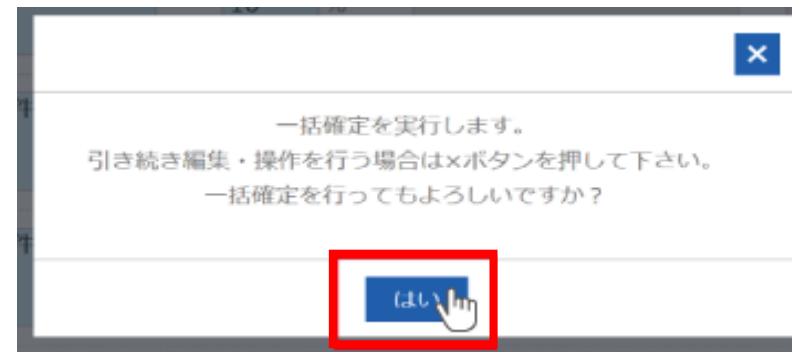 ×
一括確定を実行します。
引き続き編集・操作を行う場合は×ボタンを押して下さい。
一括確定を行ってもよろしいですか？
はい